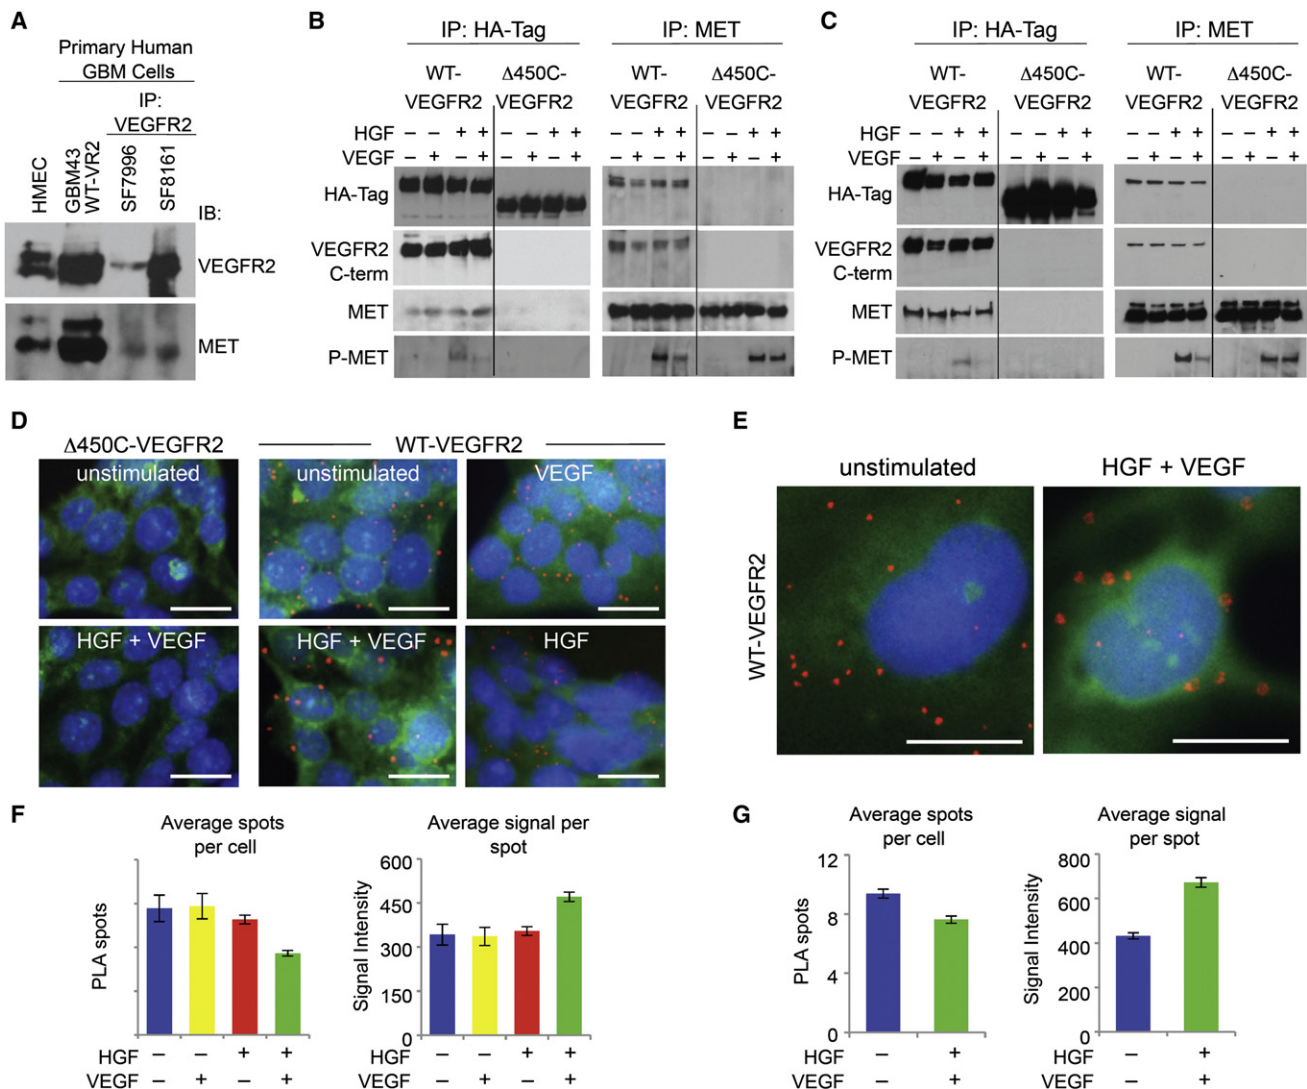 A
Primary Human
GBM Cells
IP:
VEGFR2
HMEC
GBM43
WT-VR2
SF7996
SF8161
IB:
VEGFR2
MET
B
IP: HA-Tag
IP: MET
WT-
VEGFR2
Δ450C-
VEGFR2
WT-
VEGFR2
Δ450C-
VEGFR2
HGF – – + + – – + + – – + + – – + +
VEGF – + – + – + – + – + – + – + – +
HA-Tag
VEGFR2
C-term
MET
P-MET
C
IP: HA-Tag
IP: MET
WT-
VEGFR2
Δ450C-
VEGFR2
WT-
VEGFR2
Δ450C-
VEGFR2
HGF – – + + – – + + – – + + – – + +
VEGF – + – + – + – + – + – + – + – +
HA-Tag
VEGFR2
C-term
MET
P-MET
D
Δ450C-VEGFR2
WT-VEGFR2
unstimulated
unstimulated
VEGF
HGF + VEGF
HGF + VEGF
HGF
E
unstimulated
HGF + VEGF
WT-VEGFR2
F
Average spots
per cell
PLA spots
HGF – – + +
VEGF – + – +
Average signal per
spot
Signal Intensity
600
450
300
150
0
HGF – – + +
VEGF – + – +
G
Average spots
per cell
PLA spots
12
8
4
0
HGF – +
VEGF – +
Average signal
per spot
Signal Intensity
800
600
400
200
0
HGF – +
VEGF – +